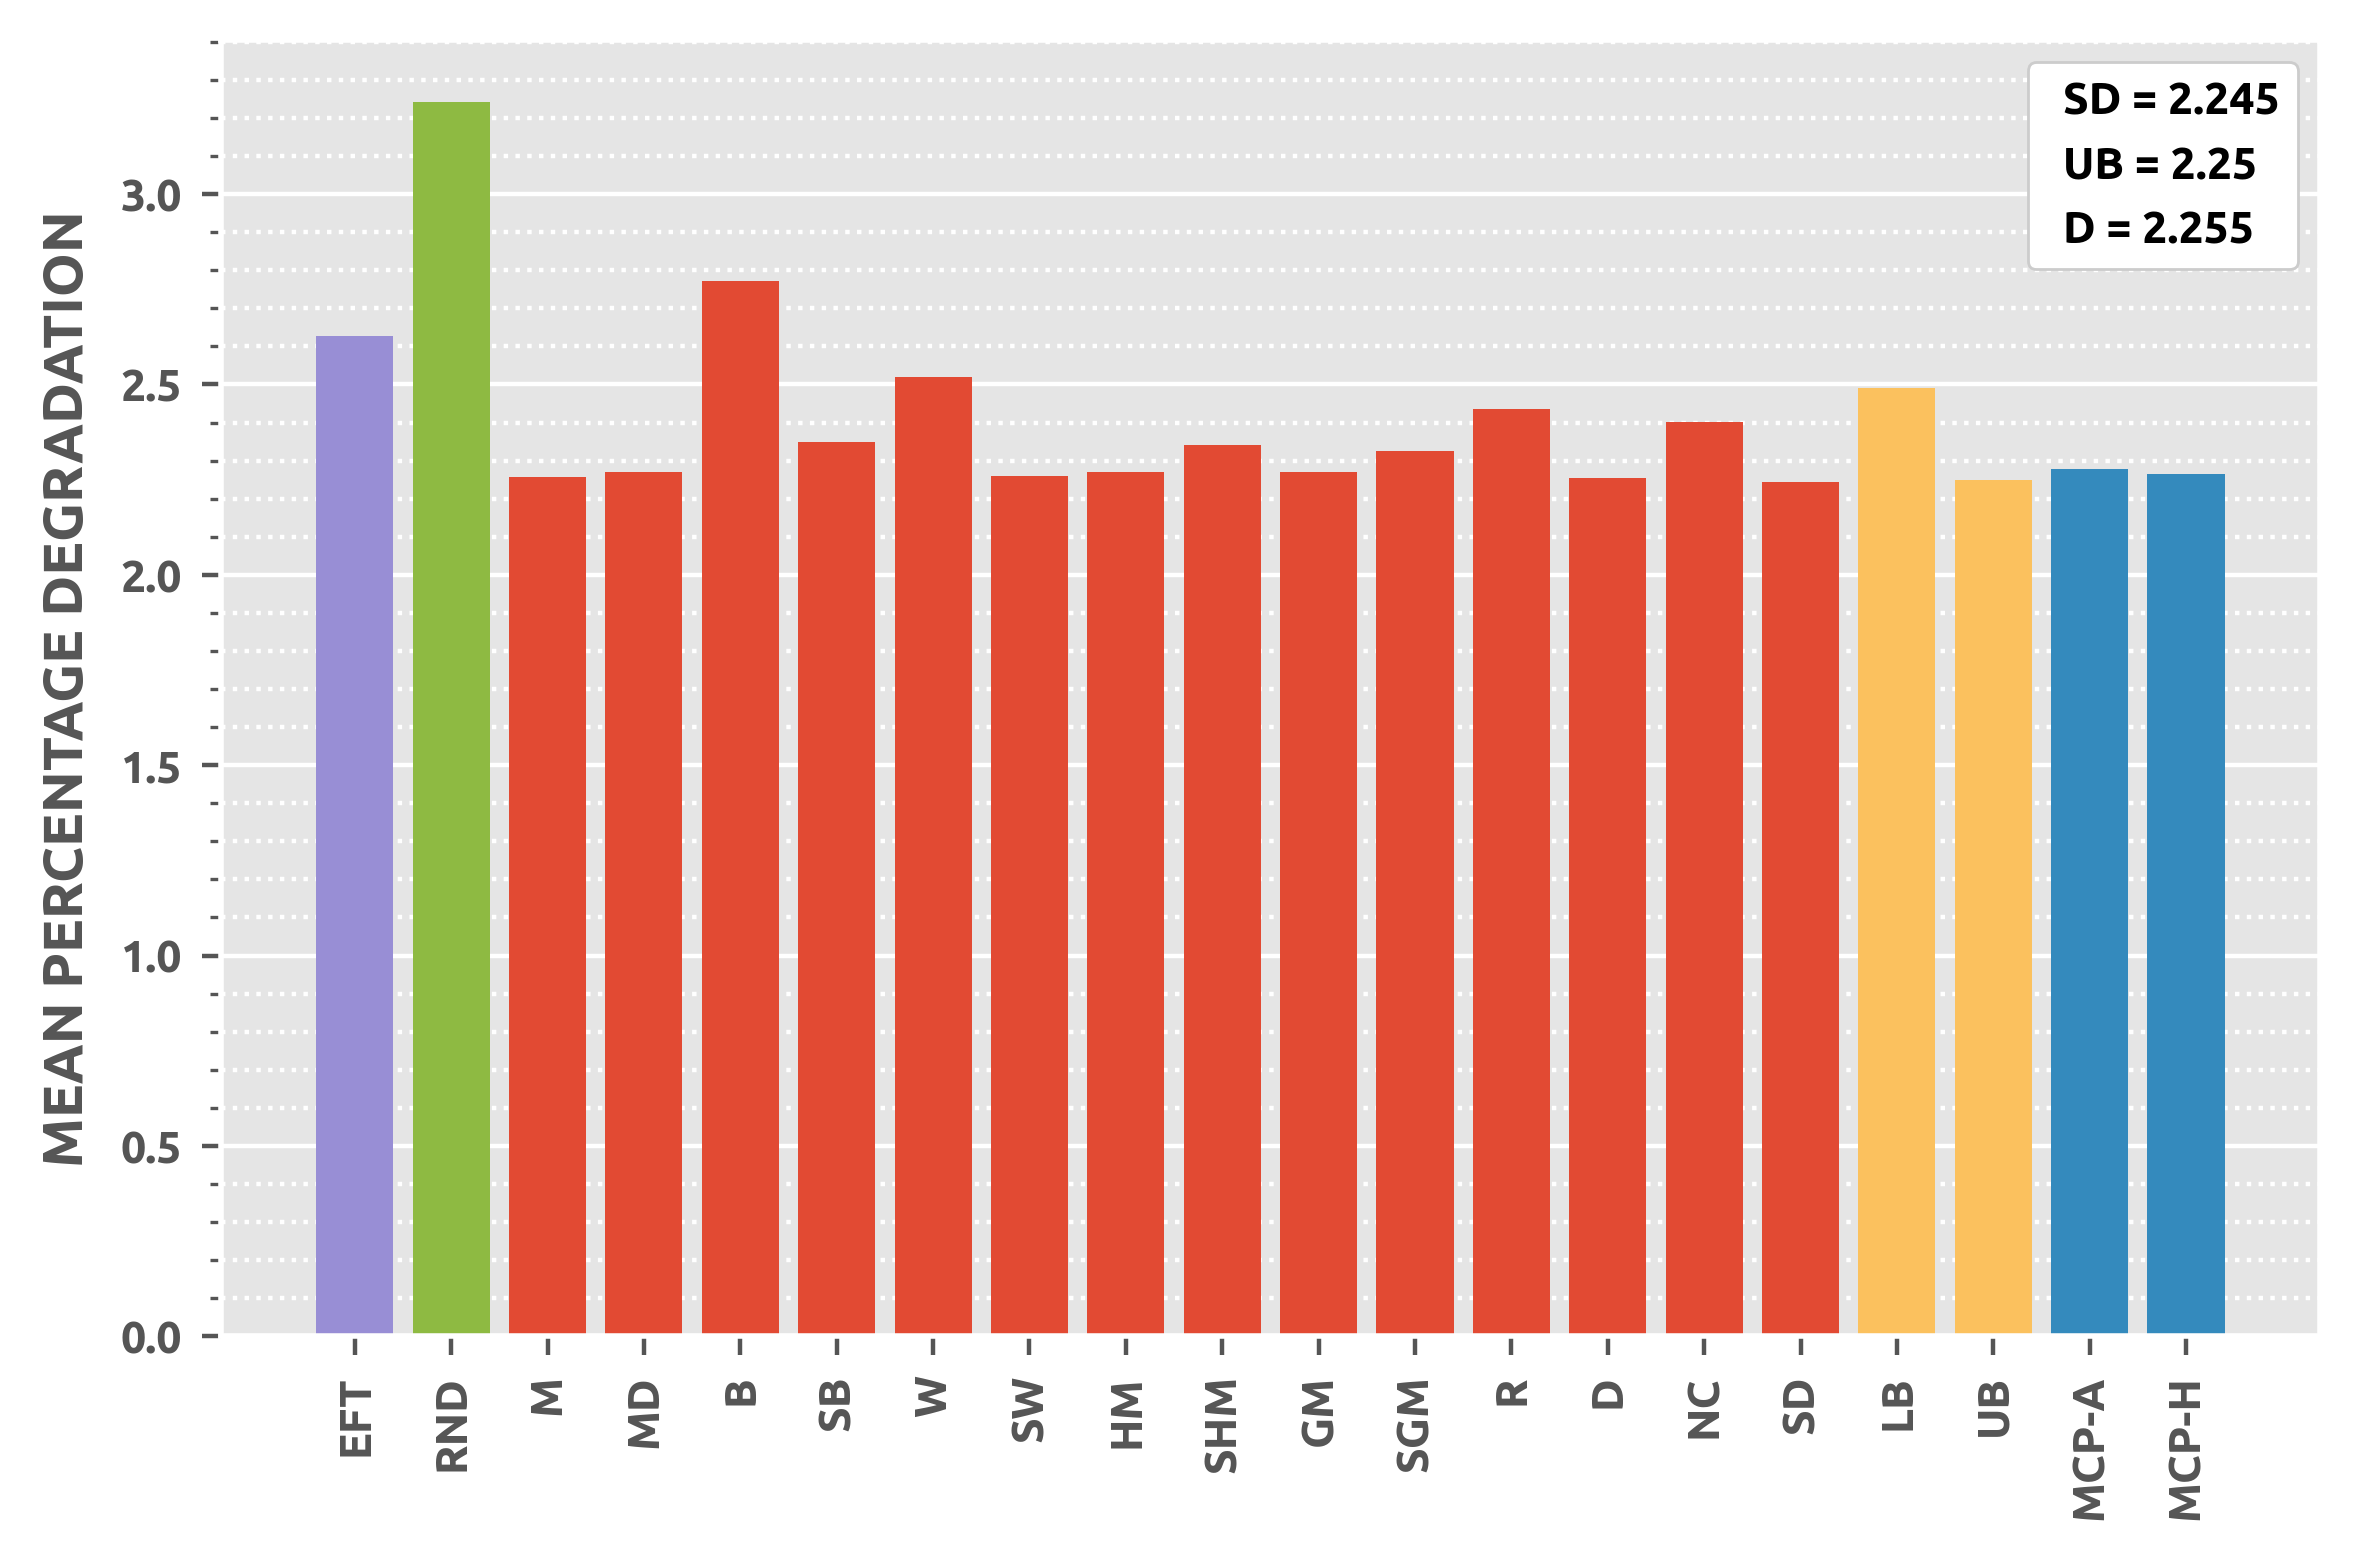 SD = 2.245
UB = 2.25
D = 2.255
MEAN PERCENTAGE DEGRADATION
3.0
2.5
2.0
1.5
1.0
0.5
0.0
EFT
RND
M
MD
B
SB
W
SW
HM
SHM
GM
SGM
R
D
NC
SD
LB
UB
MCP-A
MCP-H